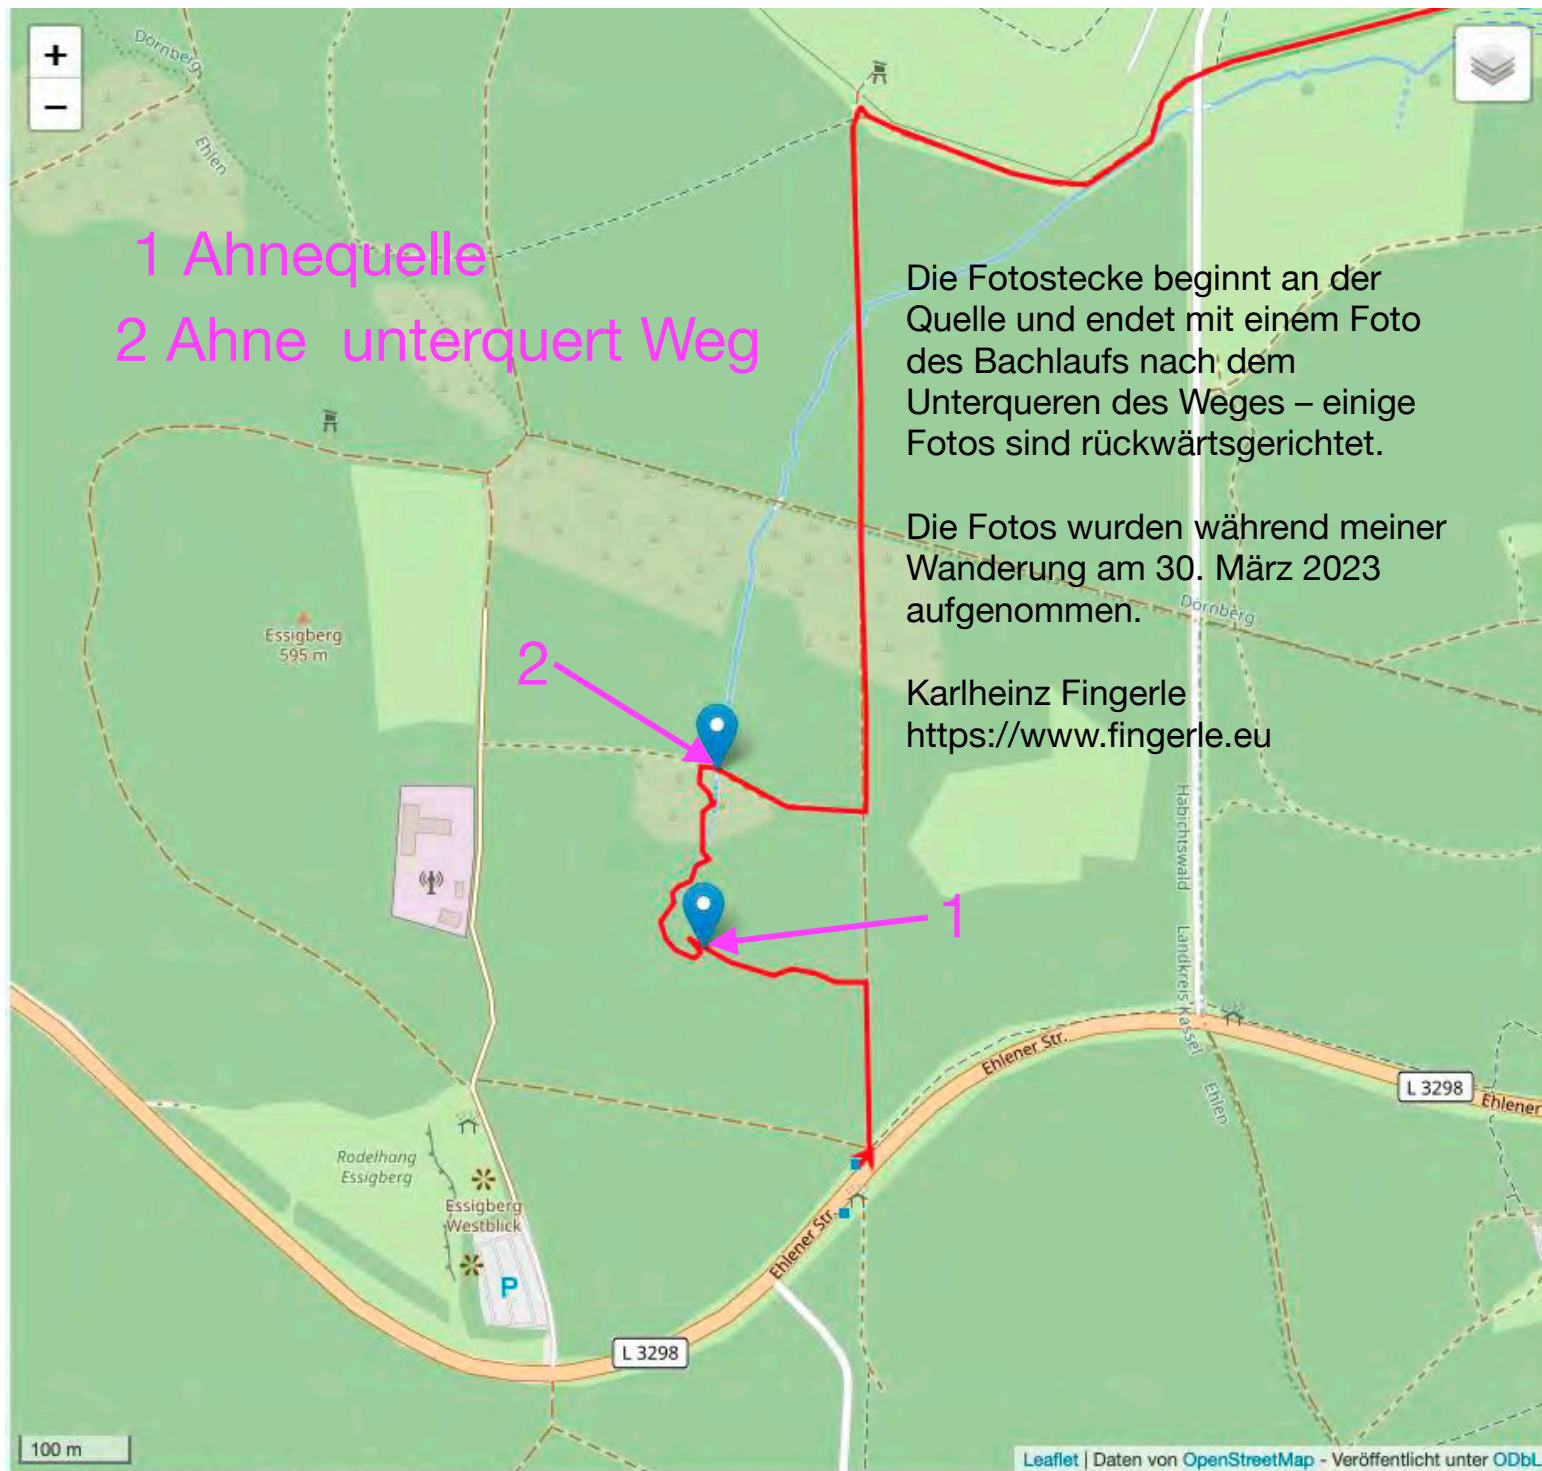 +
−
Dörnberg
Ehlen
1 Ahnequelle
2 Ahne unterquert Weg
Die Fotostecke beginnt an der
Quelle und endet mit einem Foto
des Bachlaufs nach dem
Unterqueren des Weges – einige
Fotos sind rückwärtsgerichtet.
Die Fotos wurden während meiner
Wanderung am 30. März 2023
aufgenommen.
Karlheinz Fingerle
https://www.fingerle.eu
Dörnberg
Essigberg
595 m
2
1
Habichtswald
Landkreis Kassel
Ehlen
Ehlener Str.
L 3298
Ehlener
Rodelhang
Essigberg
Essigberg
Westblick
P
Ehlener Str.
L 3298
100 m
Leaflet | Daten von OpenStreetMap - Veröffentlicht unter ODbL